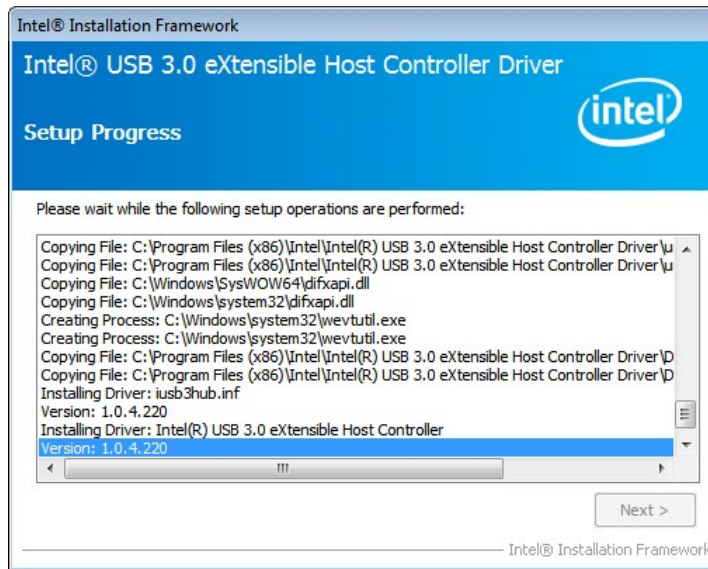 Intel® Installation Framework
Intel® USB 3.0 eXtensible Host Controller Driver
intel
Setup Progress
Please wait while the following setup operations are performed:
Copying File: C:\Program Files (x86)\Intel\Intel(R) USB 3.0 eXtensible Host Controller Driver\u
Copying File: C:\Program Files (x86)\Intel\Intel(R) USB 3.0 eXtensible Host Controller Driver\u
Copying File: C:\Windows\SysWOW64\difxapi.dll
Copying File: C:\Windows\system32\difxapi.dll
Creating Process: C:\Windows\system32\wevtutil.exe
Creating Process: C:\Windows\system32\wevtutil.exe
Copying File: C:\Program Files (x86)\Intel\Intel(R) USB 3.0 eXtensible Host Controller Driver\D
Copying File: C:\Program Files (x86)\Intel\Intel(R) USB 3.0 eXtensible Host Controller Driver\D
Installing Driver: iusb3hub.inf
Version: 1.0.4.220
Installing Driver: Intel(R) USB 3.0 eXtensible Host Controller
Version: 1.0.4.220
Next >
Intel® Installation Framework